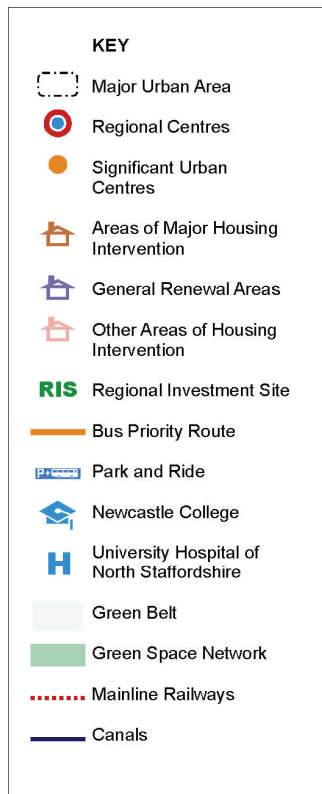 KEY
Major Urban Area
Regional Centres
Significant Urban
Centres
Areas of Major Housing
Intervention
General Renewal Areas
Other Areas of Housing
Intervention
RIS Regional Investment Site
Bus Priority Route
P+ Park and Ride
Newcastle College
H University Hospital of
North Staffordshire
Green Belt
Green Space Network
Mainline Railways
Canals